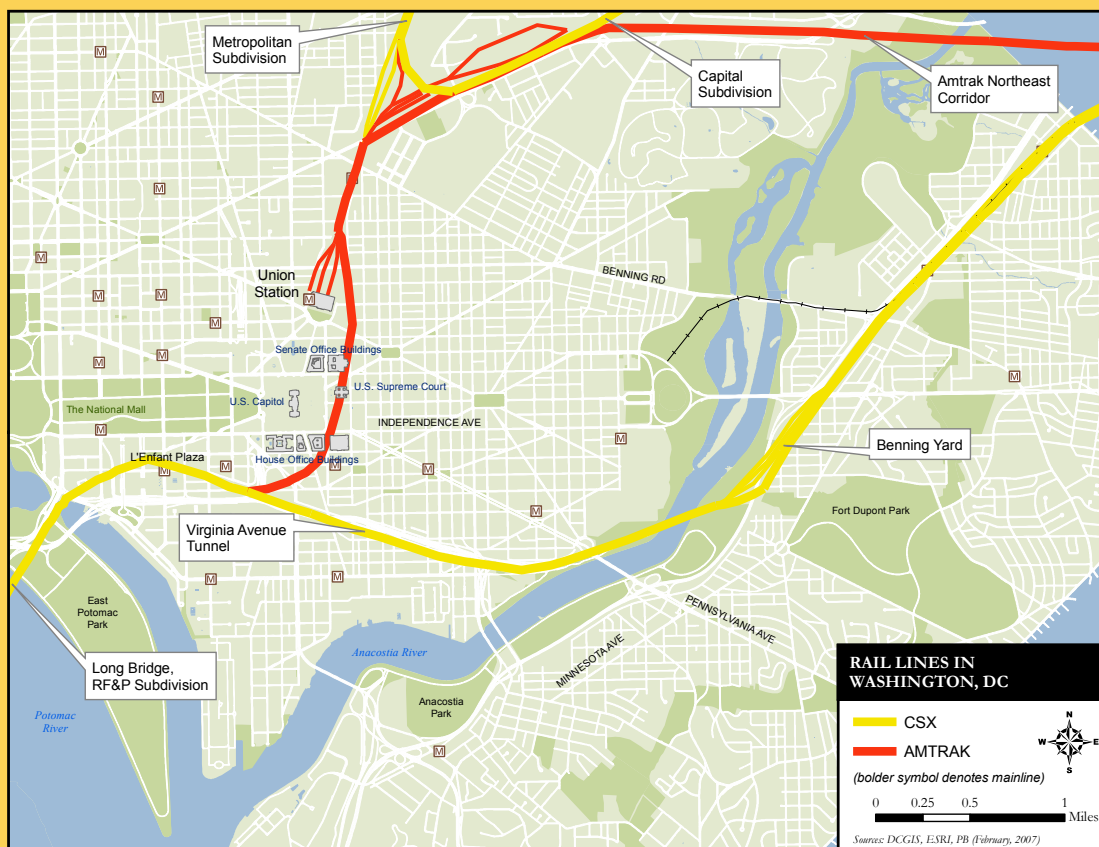 Metropolitan
Subdivision
Capital
Subdivision
Amtrak Northeast
Corridor
M
M
M
M
M
M
BENNING RD
Union
Station
M
M
M
M
M
Senate Office Buildings
M
M
M
U.S. Supreme Court
U.S. Capitol
The National Mall
INDEPENDENCE AVE
M
M
Benning Yard
L'Enfant Plaza
House Office Buildings
M
M
M
M
M
Fort Dupont Park
Virginia Avenue
Tunnel
M
M
East
Potomac
Park
PENNSYLVANIA AVE
MINNESOTA AVE
Anacostia River
Long Bridge,
RF&P Subdivision
Anacostia
Park
Potomac
River
M
RAIL LINES IN
WASHINGTON, DC
CSX
AMTRAK
N
W E
S
(bolder symbol denotes mainline)
0 0.25 0.5 1
Miles
Sources: DCGIS, ESRI, PB (February, 2007)